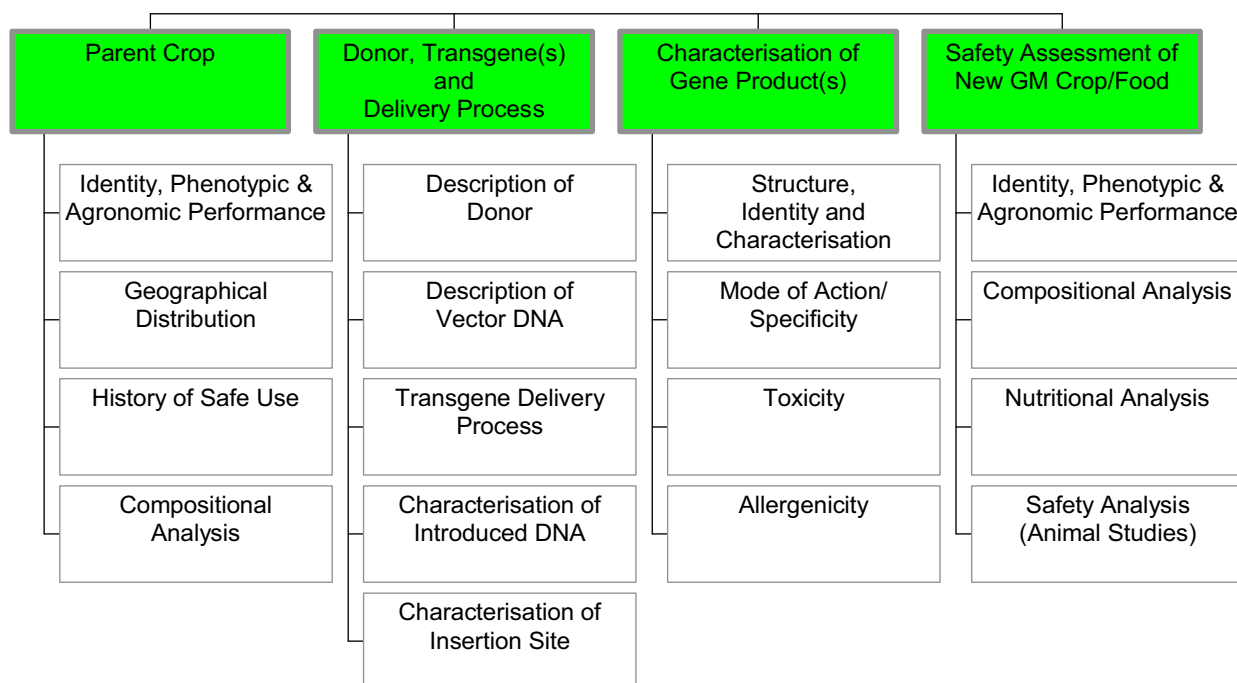 Parent Crop
Donor, Transgene(s)
and
Delivery Process
Characterisation of
Gene Product(s)
Safety Assessment of
New GM Crop/Food
Identity, Phenotypic &
Agronomic Performance
Geographical
Distribution
History of Safe Use
Compositional
Analysis
Description of
Donor
Description of
Vector DNA
Transgene Delivery
Process
Characterisation of
Introduced DNA
Characterisation of
Insertion Site
Structure,
Identity and
Characterisation
Mode of Action/
Specificity
Toxicity
Allergenicity
Identity, Phenotypic &
Agronomic Performance
Compositional Analysis
Nutritional Analysis
Safety Analysis
(Animal Studies)